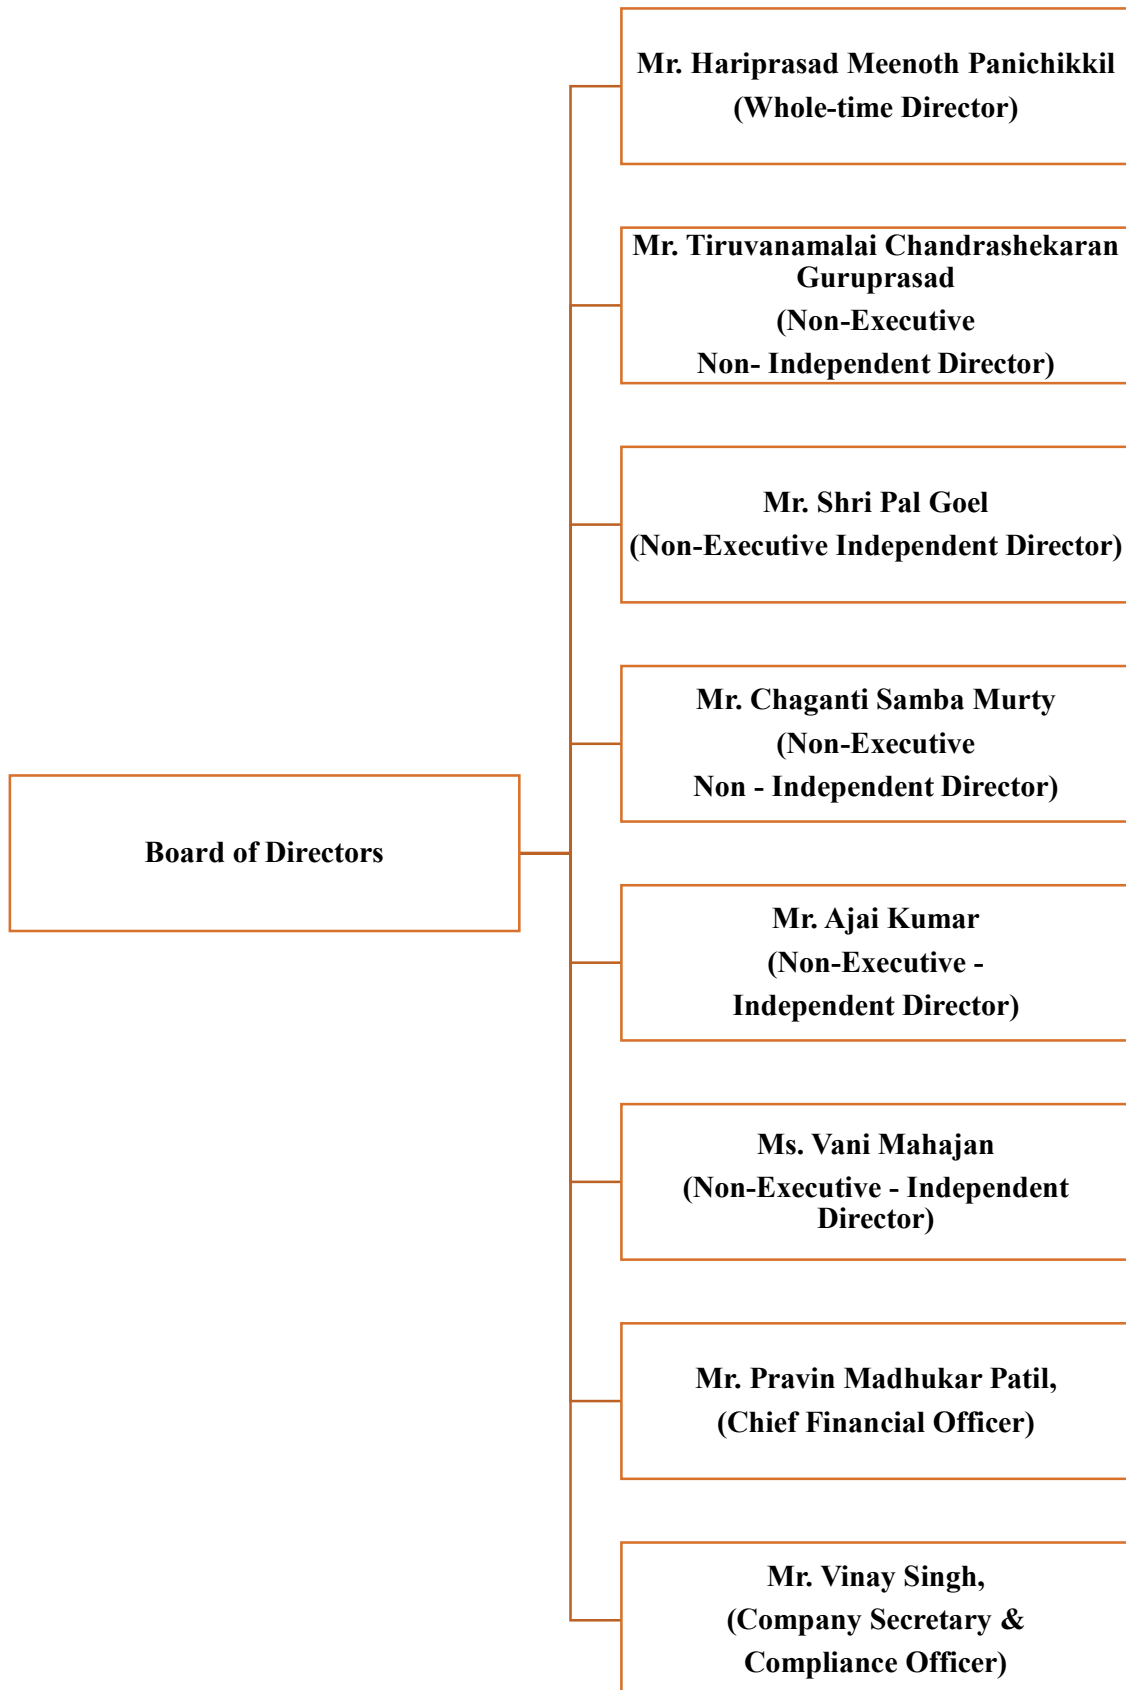 Mr. Hariprasad Meenoth Panichikkil
(Whole-time Director)
Mr. Tiruvanamalai Chandrashekaran
Guruprasad
(Non-Executive
Non- Independent Director)
Mr. Shri Pal Goel
(Non-Executive Independent Director)
Mr. Chaganti Samba Murty
(Non-Executive
Non - Independent Director)
Board of Directors
Mr. Ajai Kumar
(Non-Executive -
Independent Director)
Ms. Vani Mahajan
(Non-Executive - Independent
Director)
Mr. Pravin Madhukar Patil,
(Chief Financial Officer)
Mr. Vinay Singh,
(Company Secretary &
Compliance Officer)